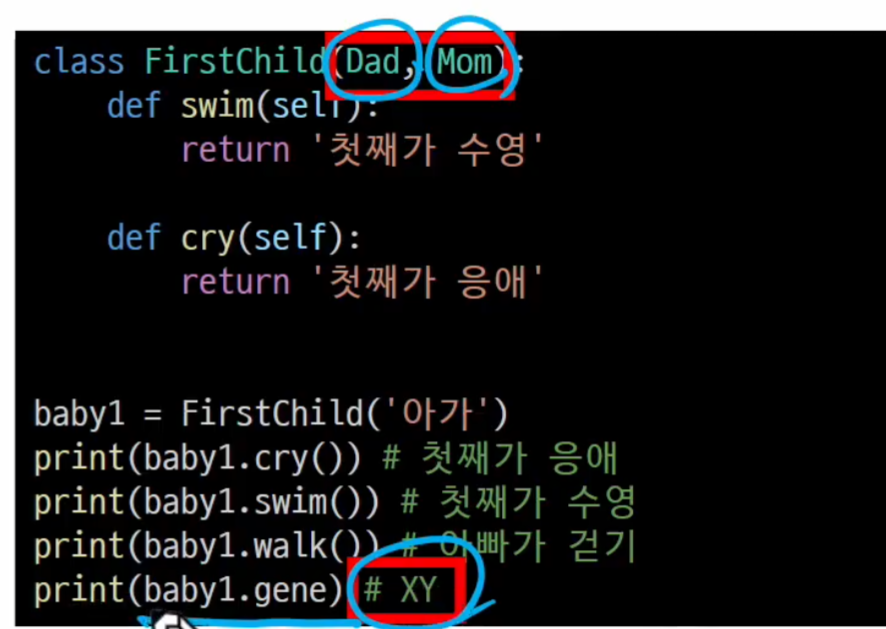 class FirstChild(Dad, Mom):
def swim(self):
return '첫째가 수영'
def cry(self):
return '첫째가 응애'
baby1 = FirstChild('아가')
print(baby1.cry()) # 첫째가 응애
print(baby1.swim()) # 첫째가 수영
print(baby1.walk()) # 아빠가 걷기
print(baby1.gene) # XY